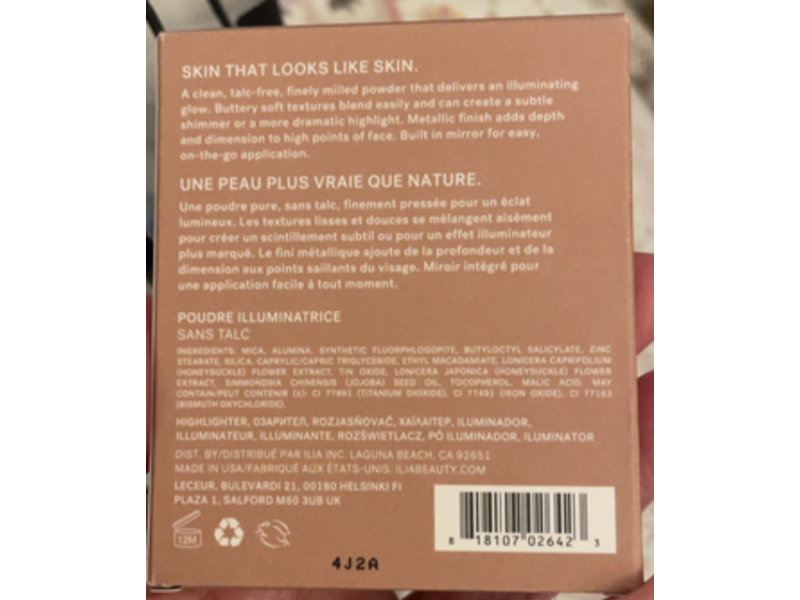 SKIN THAT LOOKS LIKE SKIN.
A clean, talc-free, finely milled powder that delivers an illuminating
glow. Buttery soft textures blend easily and can create a subtle
shimmer or a more dramatic highlight. Metallic finish adds depth
and dimension to high points of face. Built in mirror for easy,
on-the-go application.
UNE PEAU PLUS VRAIE QUE NATURE.
Une poudre pure, sans talc, finement pressée pour un éclat
lumineux. Les textures lisses et douces se mélangent aisément
pour créer un scintillement subtil ou pour un effet illuminateur
plus marqué. Le fini métallique ajoute de la profondeur et de la
dimension aux points saillants du visage. Miroir intégré pour
une application facile à tout moment.
POUDRE ILLUMINATRICE
SANS TALC
INGREDIENTS: MICA, ALUMINA, SYNTHETIC FLUORPHLOGOPITE, BUTYLOCTYL SALICYLATE, ZINC
STEARATE, SILICA, CAPRYLIC/CAPRIC TRIGLYCERIDE, ETHYL MACADAMIATE, LONICERA CAPRIFOLIUM
(HONEYSUCKLE) FLOWER EXTRACT, TIN OXIDE, LONICERA JAPONICA (HONEYSUCKLE) FLOWER
EXTRACT, SIMMONDSIA CHINENSIS (JOJOBA) SEED OIL, TOCOPHEROL, MALIC ACID. MAY
CONTAIN/PEUT CONTENIR (±): CI 77891 (TITANIUM DIOXIDE), CI 77491 (IRON OXIDE), CI 77163
(BISMUTH OXYCHLORIDE).
HIGHLIGHTER, ОЗАРИТЕЛ, ROZJASŇOVAČ, ΧΑΪΛΑΪΤΕΡ, ILUMINADOR,
ILLUMINATEUR, ILLUMINANTE, ROZŚWIETLACZ, PÓ ILUMINADOR, ILUMINATOR
DIST. BY/DISTRIBUÉ PAR ILIA INC. LAGUNA BEACH, CA 92651
MADE IN USA/FABRIQUÉ AUX ÉTATS-UNIS. ILIABEAUTY.COM
LECEUR, BULEVARDI 21, 00180 HELSINKI FI
PLAZA 1, SALFORD M50 3UB UK
12M
8 18107 02642 3
4J2A